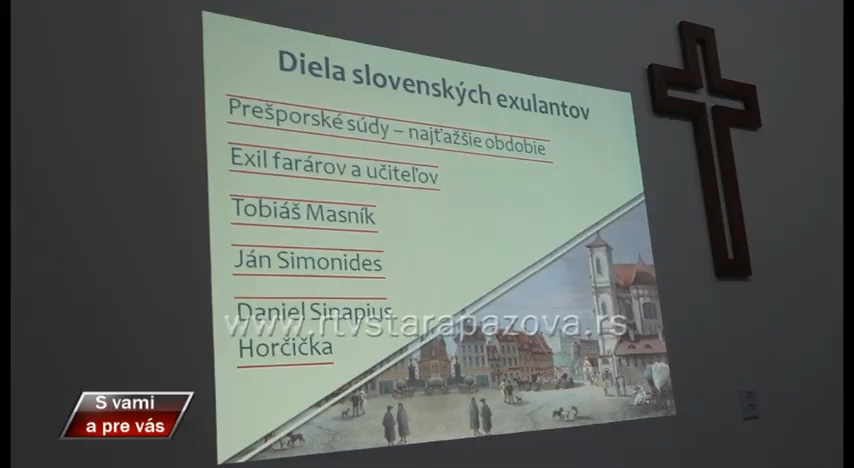 Diela slovenských exulantov
Prešporské súdy – najťažšie obdobie
Exil farárov a učiteľov
Tobiáš Masník
Ján Simonides
Daniel Sinapius
Horčička
www.rtvstarapazova.rs
S vami
a pre vás